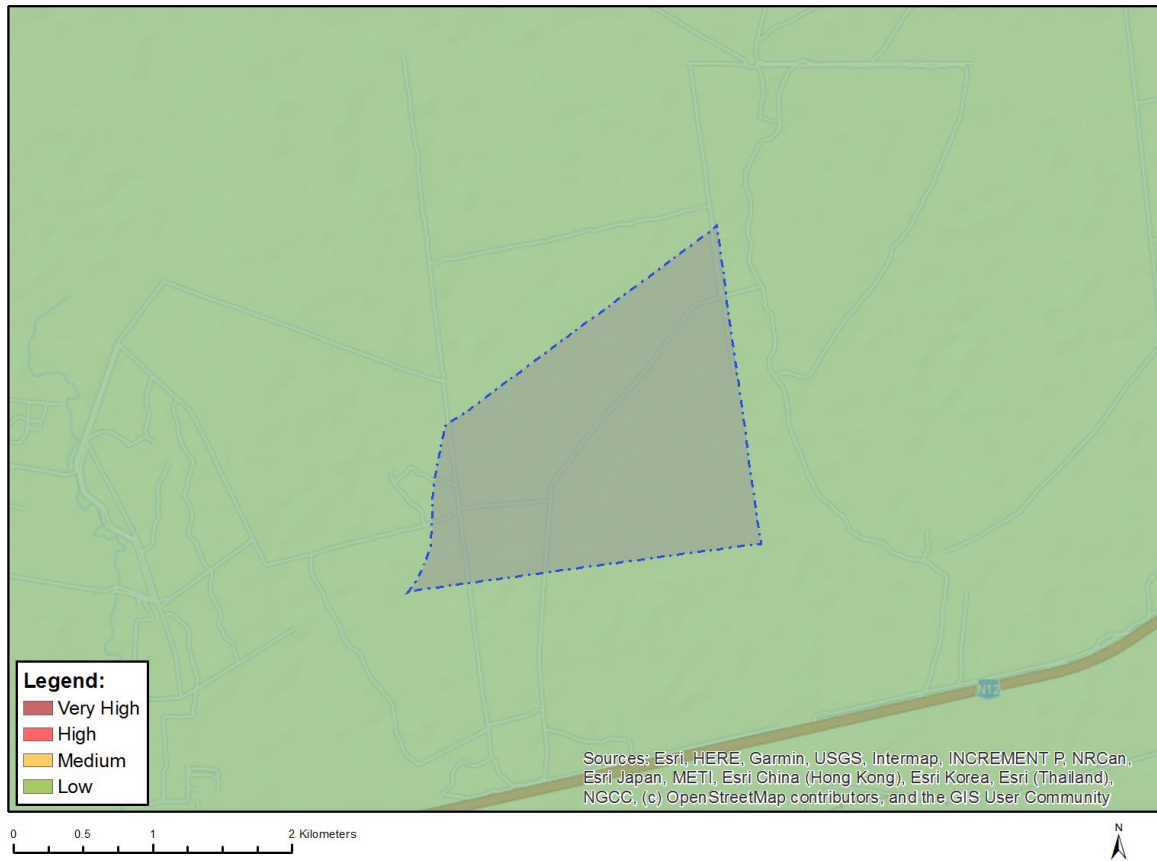 N12
Legend:
Very High
High
Medium
Low
Sources: Esri, HERE, Garmin, USGS, Intermap, INCREMENT P, NRCan,
Esri Japan, METI, Esri China (Hong Kong), Esri Korea, Esri (Thailand),
NGCC, (c) OpenStreetMap contributors, and the GIS User Community
0 0.5 1 2 Kilometers
N